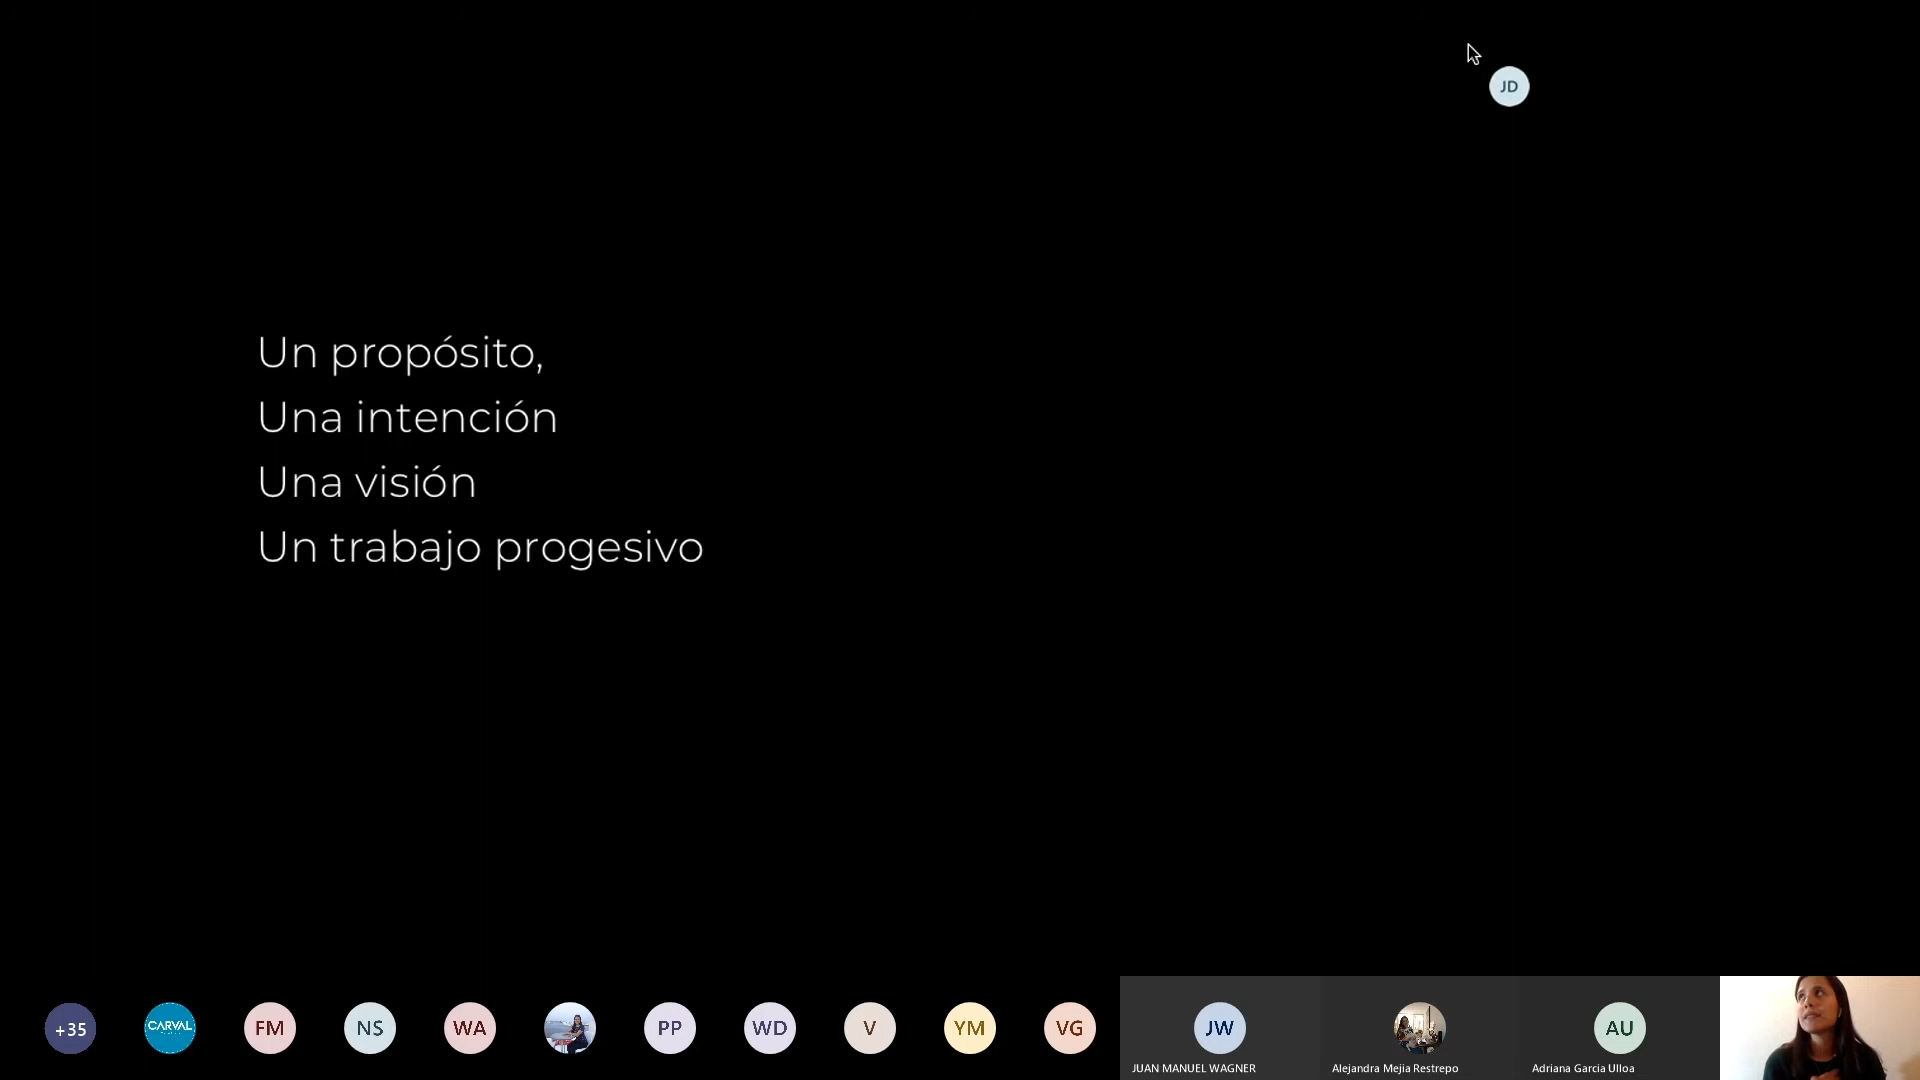 JD
Un propósito,
Una intención
Una visión
Un trabajo progesivo
+35
CARVAL
FM
NS
WA
PP
WD
V
YM
VG
JW
AU
JUAN MANUEL WAGNER
Alejandra Mejia Restrepo
Adriana Garcia Ulloa